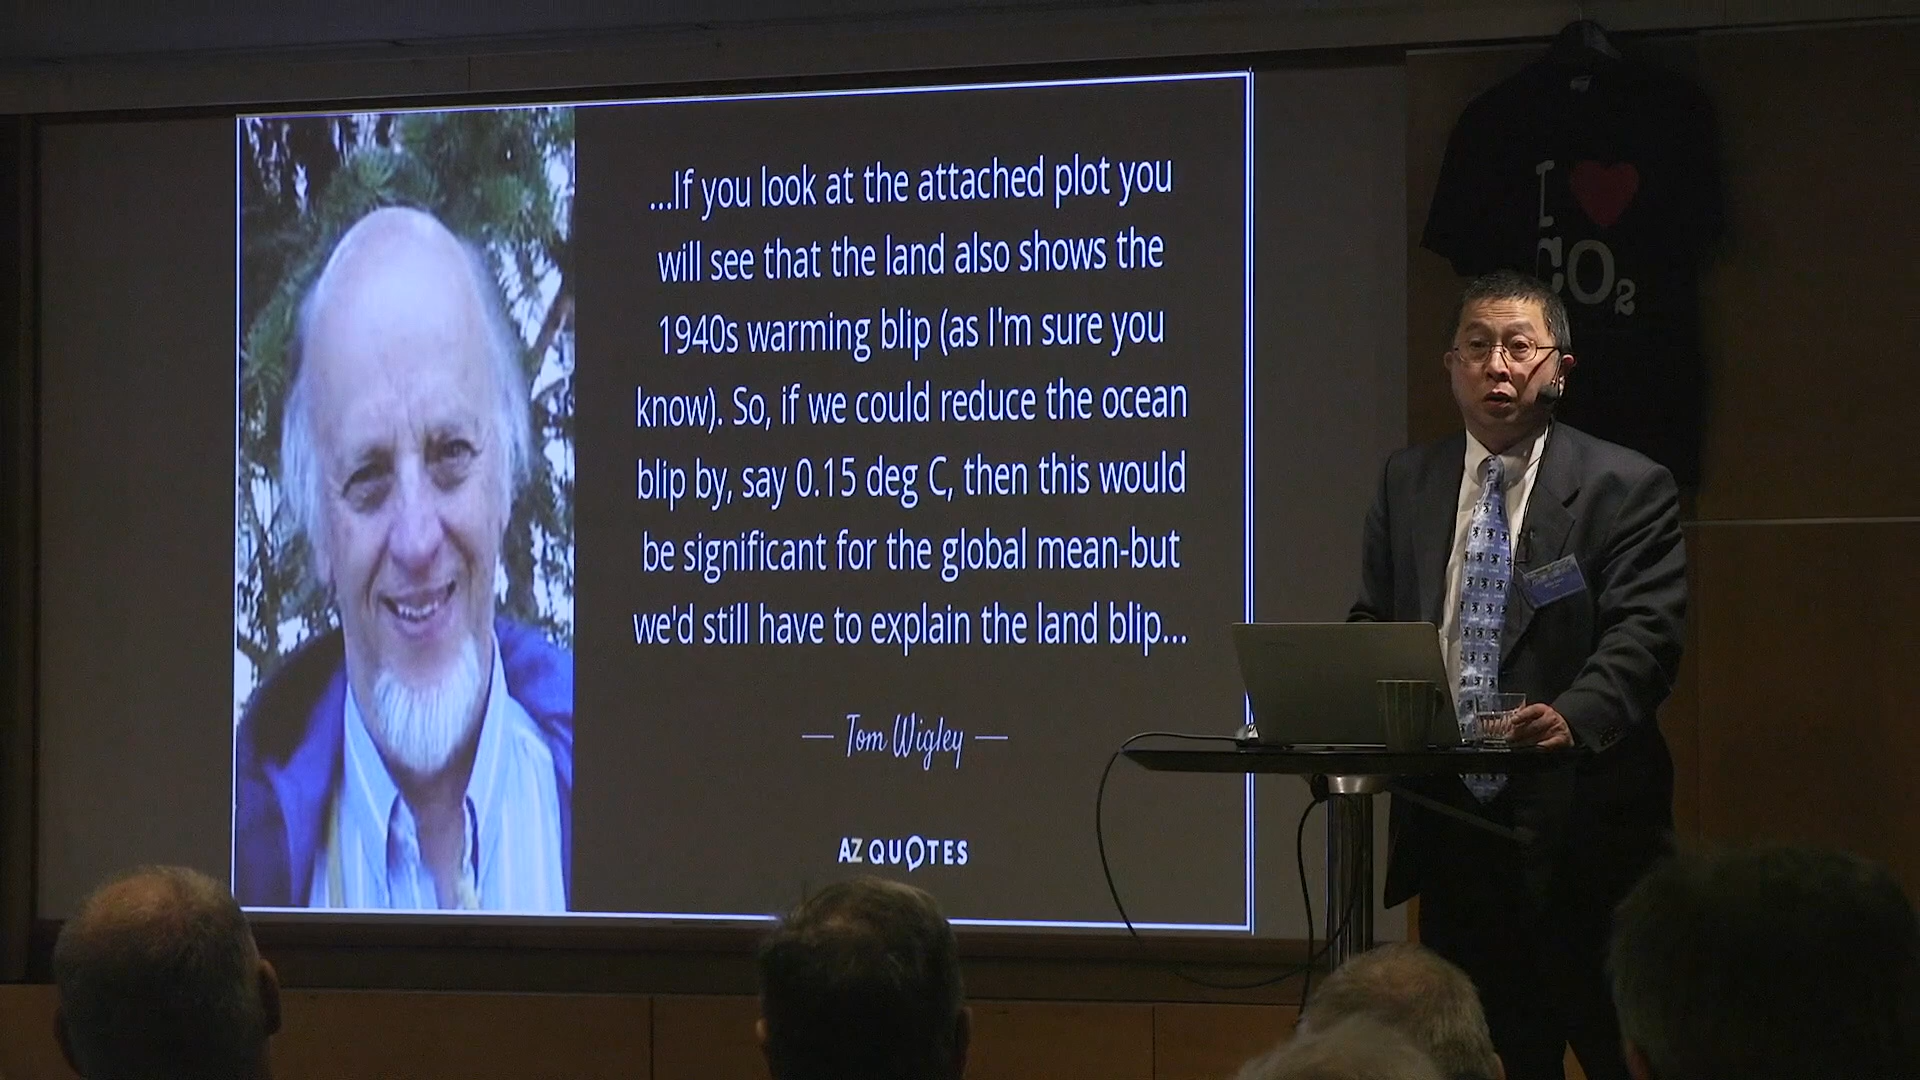 ...If you look at the attached plot you
will see that the land also shows the
1940s warming blip (as I'm sure you
know). So, if we could reduce the ocean
blip by, say 0.15 deg C, then this would
be significant for the global mean-but
we'd still have to explain the land blip...
— Tom Wigley —
AZ QUOTES
I ♥
CO₂